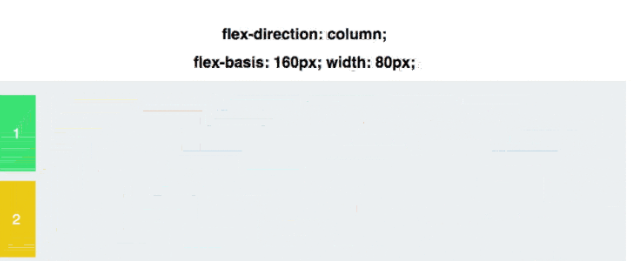 flex-direction: column;
flex-basis: 160px; width: 80px;
1
2